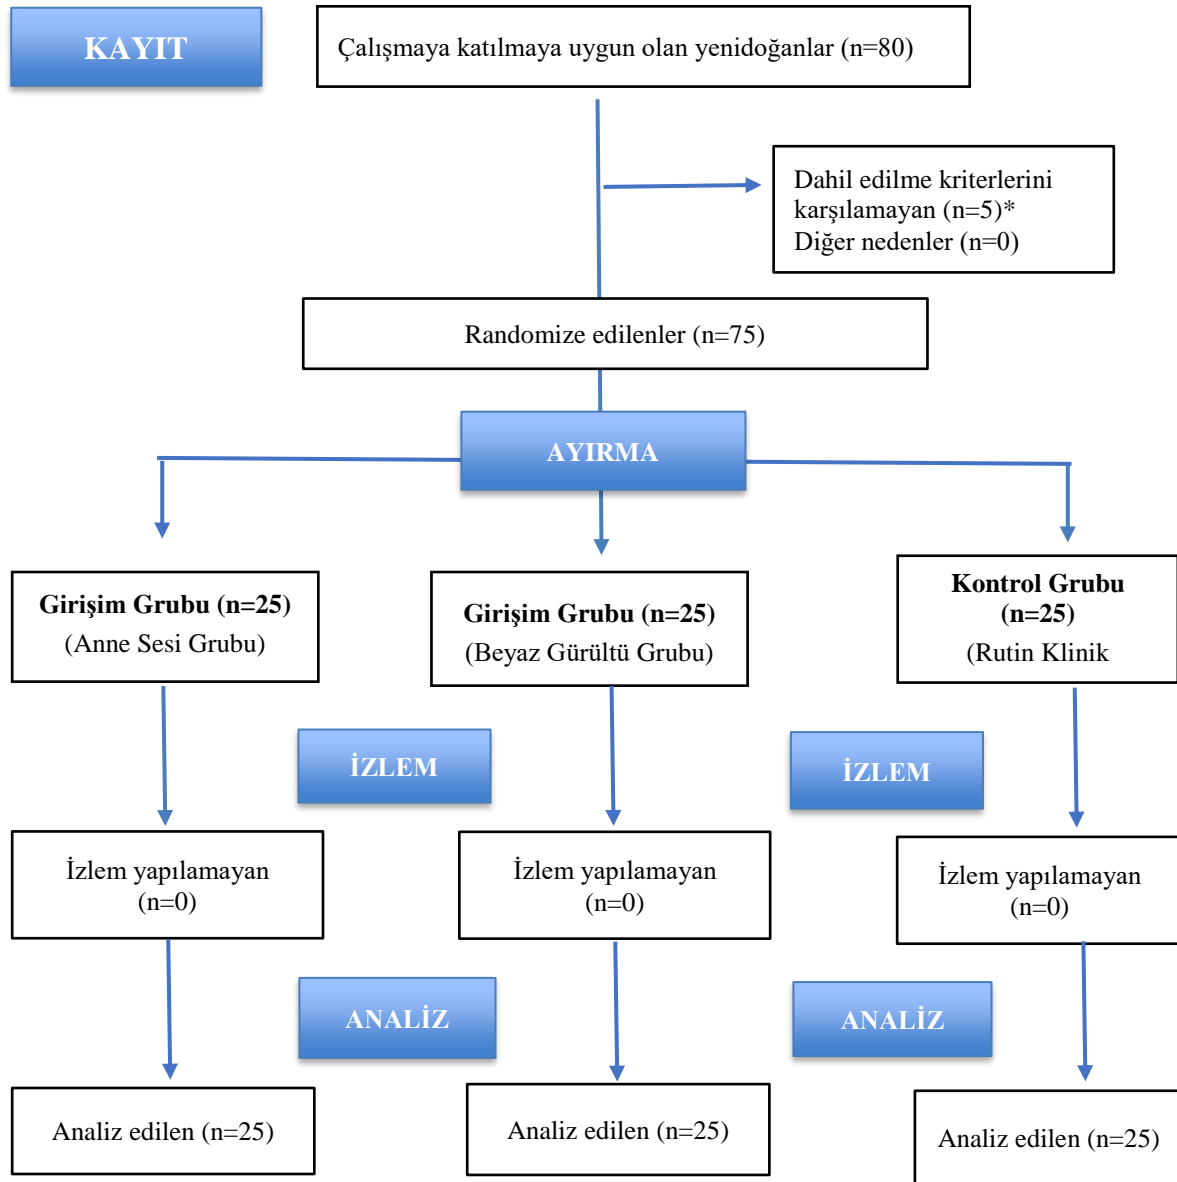 KAYIT
Çalışmaya katılmaya uygun olan yenidoğanlar (n=80)
Dahil edilme kriterlerini
karşılamayan (n=5)*
Diğer nedenler (n=0)
Randomize edilenler (n=75)
AYIRMA
Girişim Grubu (n=25)
(Anne Sesi Grubu)
Girişim Grubu (n=25)
(Beyaz Gürültü Grubu)
Kontrol Grubu
(n=25)
(Rutin Klinik
İZLEM
İZLEM
İzlem yapılamayan
(n=0)
İzlem yapılamayan
(n=0)
İzlem yapılamayan
(n=0)
ANALİZ
ANALİZ
Analiz edilen (n=25)
Analiz edilen (n=25)
Analiz edilen (n=25)